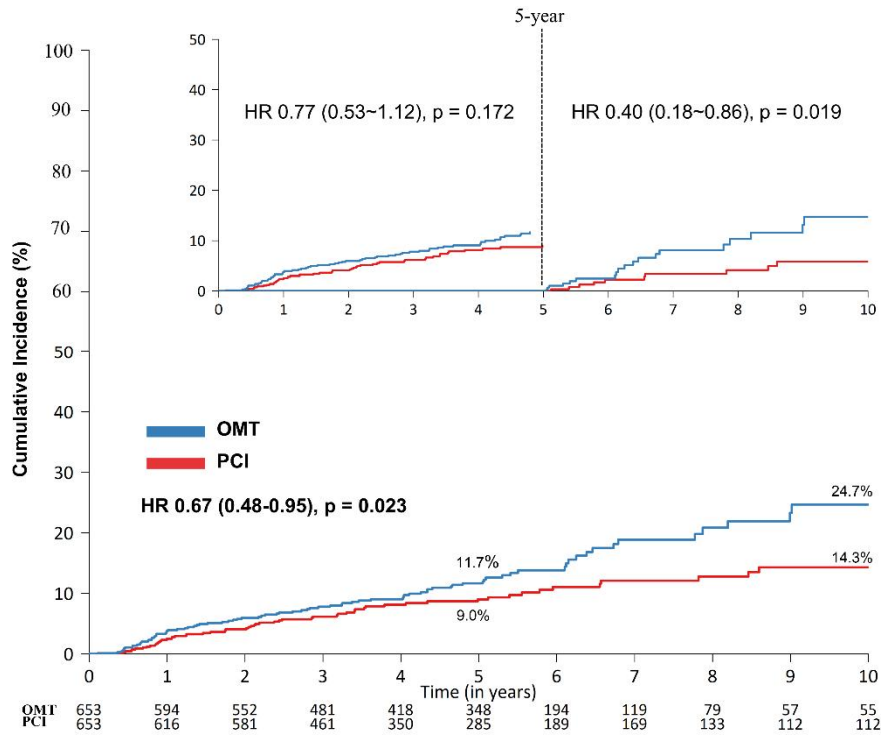 5-year
50
40
30
20
10
0
HR 0.77 (0.53~1.12), p = 0.172
HR 0.40 (0.18~0.86), p = 0.019
0 1 2 3 4 5 6 7 8 9 10
Cumulative Incidence (%)
100
90
80
70
60
50
40
30
20
10
0
OMT
PCI
HR 0.67 (0.48-0.95), p = 0.023
11.7%
9.0%
24.7%
14.3%
0 1 2 3 4 5 6 7 8 9 10
Time (in years)
OMT 653 594 552 481 418 348 194 119 79 57 55
PCI 653 616 581 461 350 285 189 169 133 112 112